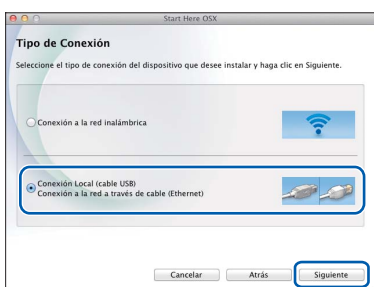 Start Here OSX
Tipo de Conexión
Seleccione el tipo de conexión del dispositivo que desee instalar y haga clic en Siguiente.
Conexión a la red inalámbrica
Conexión Local (cable USB)
Conexión a la red a través de cable (Ethernet)
Cancelar Atrás Siguiente